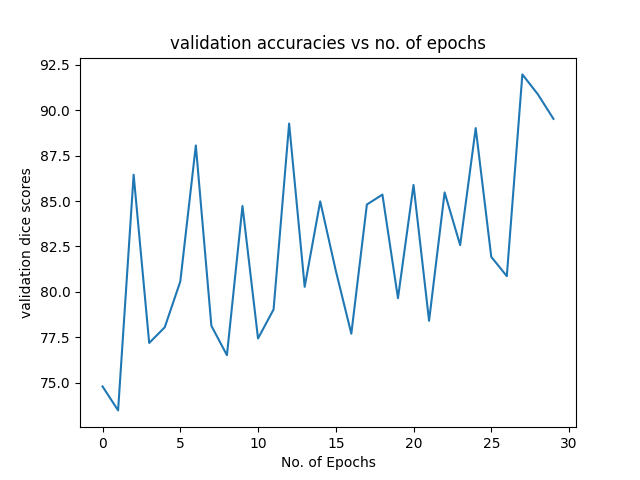 validation accuracies vs no. of epochs
92.5
90.0
87.5
85.0
82.5
80.0
77.5
75.0
validation dice scores
0 5 10 15 20 25 30
No. of Epochs